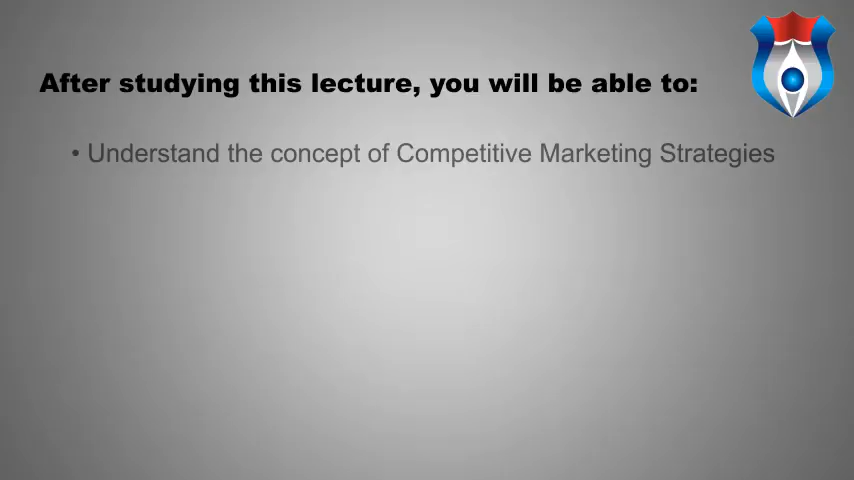 After studying this lecture, you will be able to:
• Understand the concept of Competitive Marketing Strategies